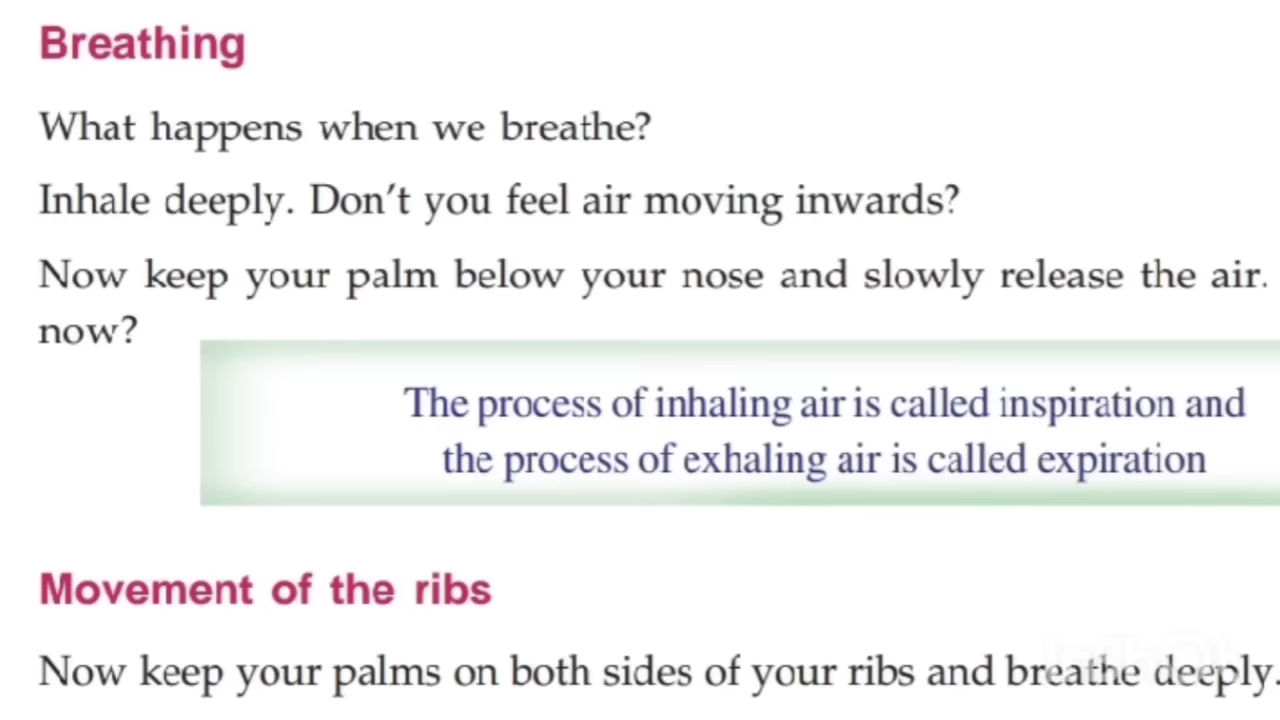 Breathing
What happens when we breathe?
Inhale deeply. Don't you feel air moving inwards?
Now keep your palm below your nose and slowly release the air.
now?
The process of inhaling air is called inspiration and
the process of exhaling air is called expiration
Movement of the ribs
Now keep your palms on both sides of your ribs and breathe deeply.